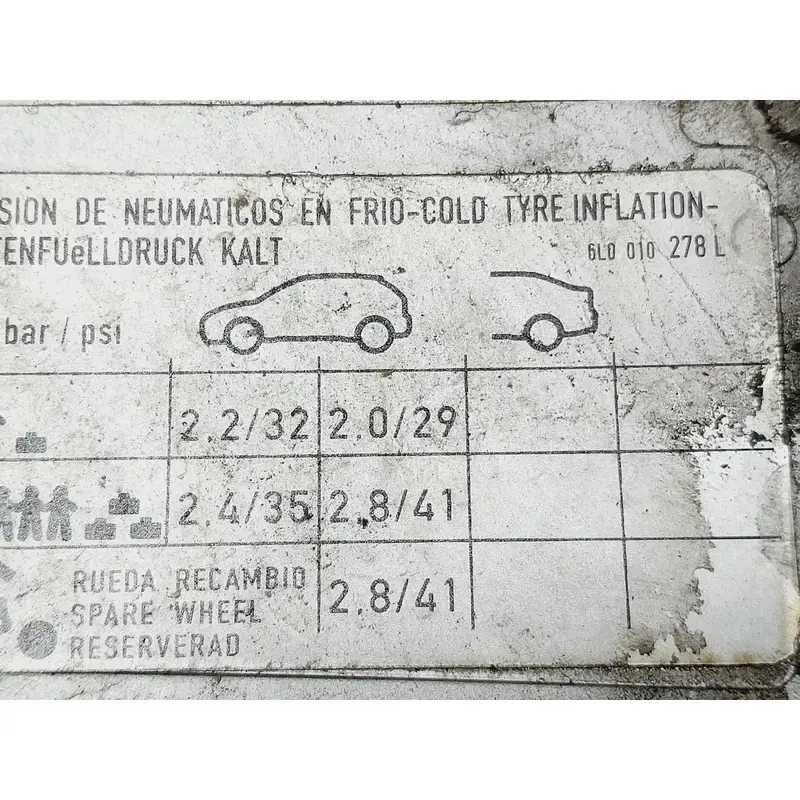 SION DE NEUMATICOS EN FRIO-COLD TYRE INFLATION-
TENFUeLLDRUCK KALT 6L0 010 278 L
bar / psi
2.2/32 2.0/29
2.4/35 2.8/41
RUEDA RECAMBIO
SPARE WHEEL 2.8/41
RESERVERAD